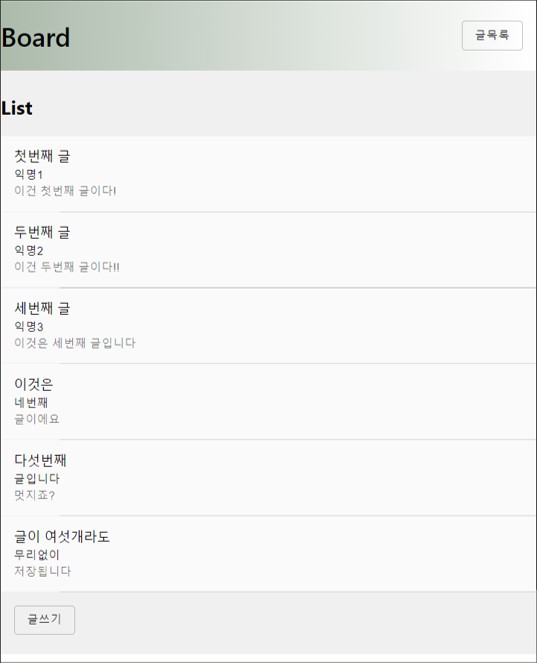 Board
글목록
List
첫번째 글
익명1
이건 첫번째 글이다!
두번째 글
익명2
이건 두번째 글이다!!
세번째 글
익명3
이것은 세번째 글입니다
이것은
네번째
글이에요
다섯번째
글입니다
멋지죠?
글이 여섯개라도
무리없이
저장됩니다
글쓰기